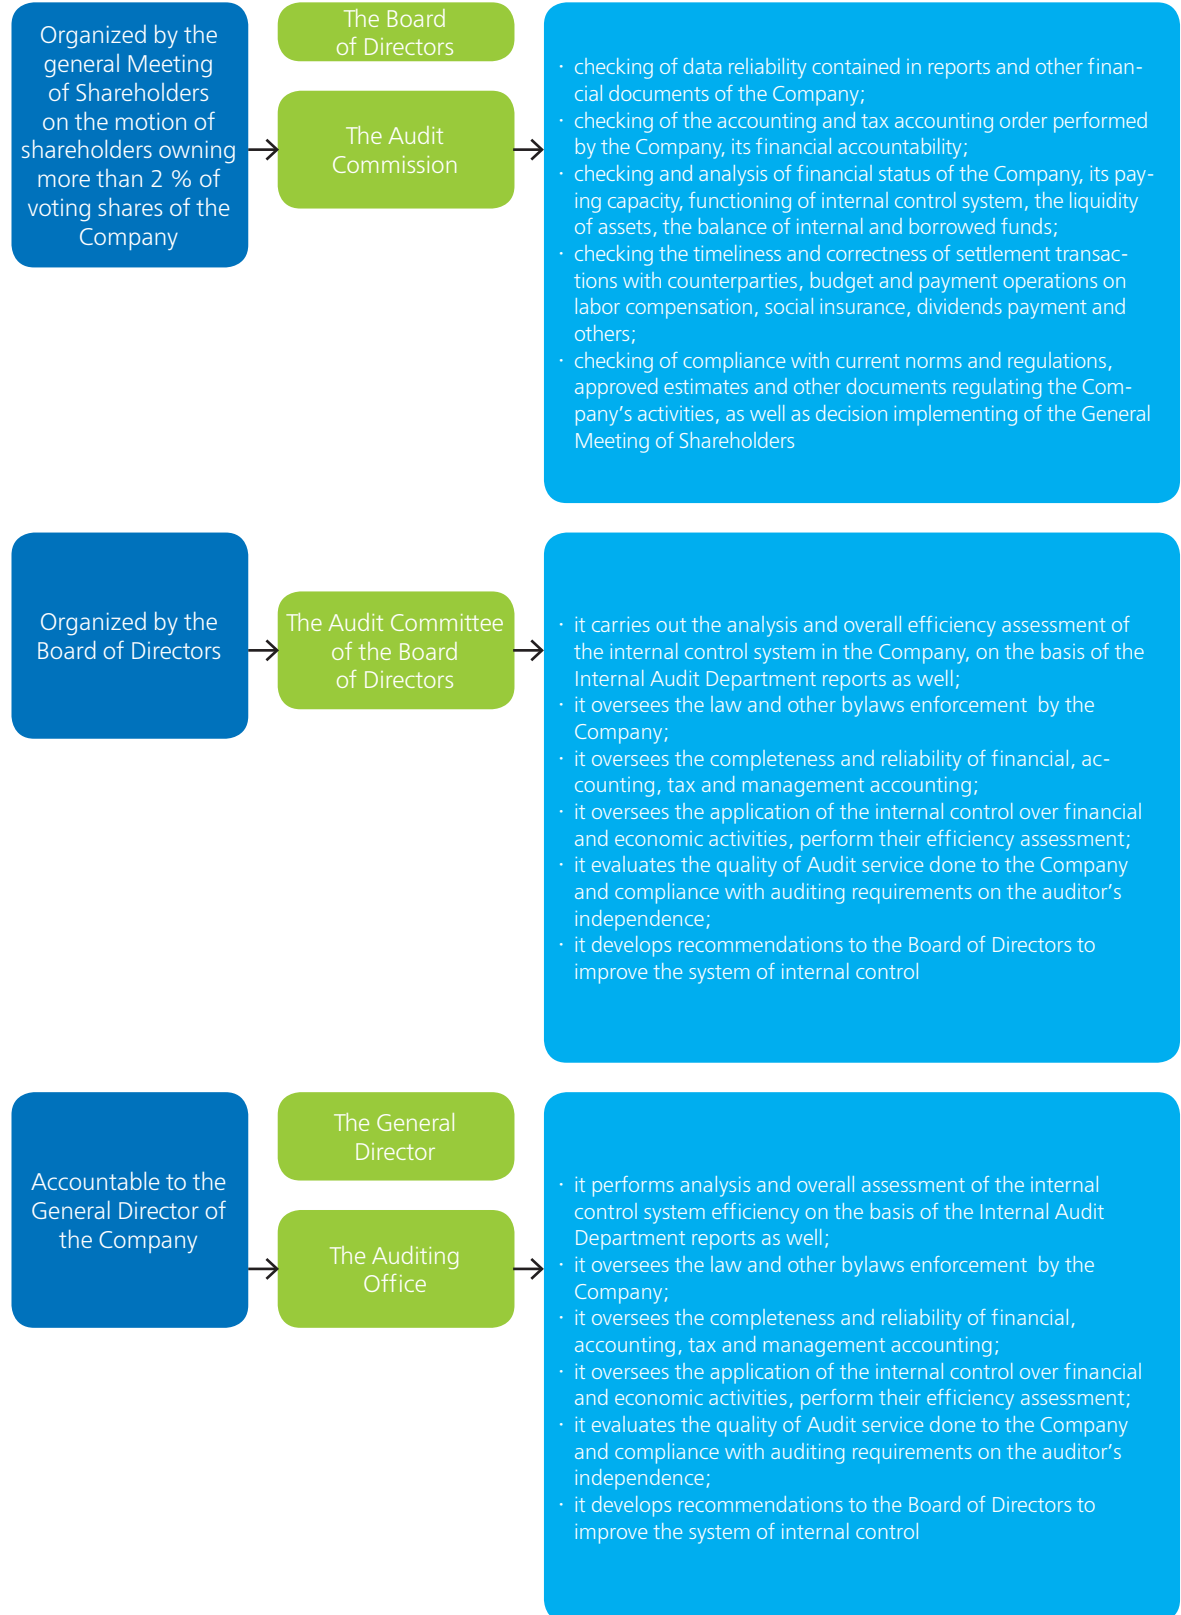 Organized by the
general Meeting
of Shareholders
on the motion of
shareholders owning
more than 2 % of
voting shares of the
Company
The Board
of Directors
The Audit
Commission
· checking of data reliability contained in reports and other finan-
cial documents of the Company;
· checking of the accounting and tax accounting order performed
by the Company, its financial accountability;
· checking and analysis of financial status of the Company, its pay-
ing capacity, functioning of internal control system, the liquidity
of assets, the balance of internal and borrowed funds;
· checking the timeliness and correctness of settlement transac-
tions with counterparties, budget and payment operations on
labor compensation, social insurance, dividends payment and
others;
· checking of compliance with current norms and regulations,
approved estimates and other documents regulating the Com-
pany’s activities, as well as decision implementing of the General
Meeting of Shareholders
Organized by the
Board of Directors
The Audit Committee
of the Board
of Directors
· it carries out the analysis and overall efficiency assessment of
the internal control system in the Company, on the basis of the
Internal Audit Department reports as well;
· it oversees the law and other bylaws enforcement  by the
Company;
· it oversees the completeness and reliability of financial, ac-
counting, tax and management accounting;
· it oversees the application of the internal control over financial
and economic activities, perform their efficiency assessment;
· it evaluates the quality of Audit service done to the Company
and compliance with auditing requirements on the auditor’s
independence;
· it develops recommendations to the Board of Directors to
improve the system of internal control
Accountable to the
General Director of
the Company
The General
Director
The Auditing
Office
· it performs analysis and overall assessment of the internal
control system efficiency on the basis of the Internal Audit
Department reports as well;
· it oversees the law and other bylaws enforcement  by the
Company;
· it oversees the completeness and reliability of financial,
accounting, tax and management accounting;
· it oversees the application of the internal control over financial
and economic activities, perform their efficiency assessment;
· it evaluates the quality of Audit service done to the Company
and compliance with auditing requirements on the auditor’s
independence;
· it develops recommendations to the Board of Directors to
improve the system of internal control